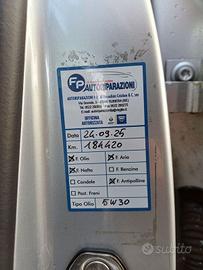 FP
AUTORIPARAZIONI
OFFICINA
AUTORIZZATA
Data 24.03.25
Km. 184420
F. Olio F. Aria
F. Nafta F. Benzina
Candele F. Antipolline
Past. Freni
Tipo Olio 5W30
subito